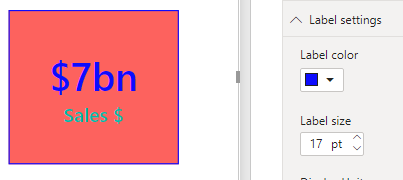 $7bn
Sales $
Label settings
Label color
Label size
17 pt